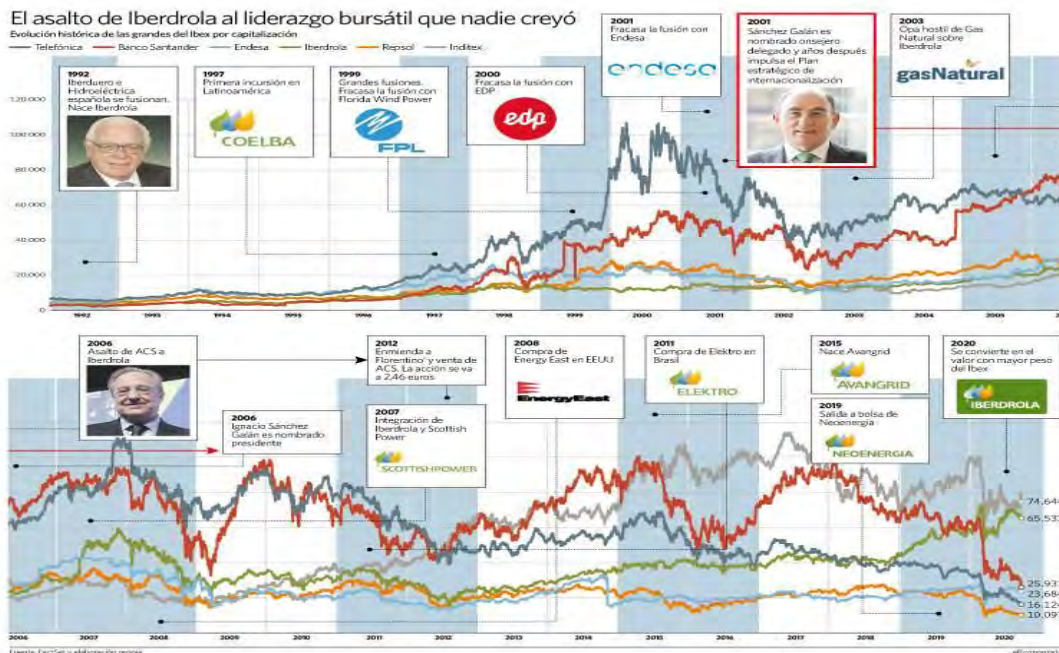 El asalto de Iberdrola al liderazgo bursátil que nadie creyó
Evolución histórica de las grandes del Ibex por capitalización
Telefónica Banco Santander Endesa Iberdrola Repsol Inditex
1992
Iberduero e
Hidroeléctrica
española se fusionan.
Nace Iberdrola
1997
Primera incursión en
Latinoamérica
COELBA
1999
Grandes fusiones.
Fracasa la fusión con
Florida Wind Power
FPL
2000
Fracasa la fusión con
EDP
edp
2001
Fracasa la fusión con
Endesa
endesa
2001
Sánchez Galán es
nombrado onsejero
delegado y años después
impulsa el Plan
estratégico de
internacionalización
2003
Opa hostil de Gas
Natural sobre
Iberdrola
gasNatural
120.000
100.000
80.000
60.000
40.000
20.000
0
1992 1993 1994 1995 1996 1997 1998 1999 2000 2001 2002 2003 2004 2005
2006
Asalto de ACS a
Iberdrola
2012
Enmienda a
Florentino' y venta de
ACS. La acción se va
a 2,46 euros
2008
Compra de
Energy East en EEUU
EnergyEast
2011
Compra de Elektro en
Brasil
ELEKTRO
2015
Nace Avangrid
AVANGRID
2020
Se convierte en el
valor con mayor peso
del Ibex
IBERDROLA
2006
Ignacio Sánchez
Galán es nombrado
presidente
2007
Integración de
Iberdrola y Scottish
Power
SCOTTISHPOWER
2019
Salida a bolsa de
Neoenergia
NEOENERGIA
74.644
25.93
23.684
16.124
10.09
2006 2007 2008 2009 2010 2011 2012 2013 2014 2015 2016 2017 2018 2019 2020
Fuente: FactSet y elaboración propia.
elEconomista